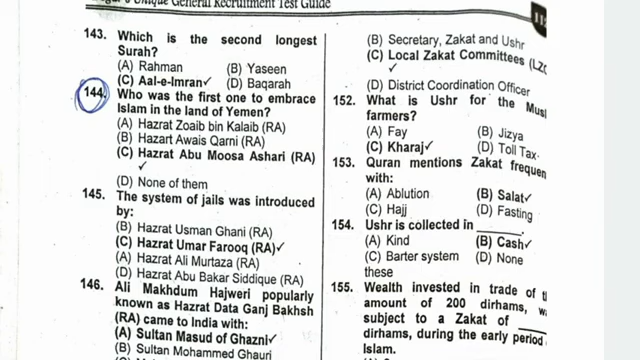 Unique General Recruitment Test Guide
143. Which is the second longest
Surah?
(A) Rahman (B) Yaseen
(C) Aal-e-Imran✓ (D) Baqarah
144. Who was the first one to embrace
Islam in the land of Yemen?
(A) Hazrat Zoaib bin Kalaib (RA)
(B) Hazart Awais Qarni (RA)
(C) Hazrat Abu Moosa Ashari (RA)
✓
(D) None of them
145. The system of jails was introduced
by:
(B) Hazrat Usman Ghani (RA)
(C) Hazrat Umar Farooq (RA)✓
(A) Hazrat Ali Murtaza (RA)
(D) Hazrat Abu Bakar Siddique (RA)
146. Ali Makhdum Hajweri popularly
known as Hazrat Data Ganj Bakhsh
(RA) came to India with:
(A) Sultan Masud of Ghazni✓
(B) Sultan Mohammed Ghauri
(B) Secretary, Zakat and Ushr
(C) Local Zakat Committees (LZC
✓
(D) District Coordination Officer
152. What is Ushr for the Musl
farmers?
(A) Fay (B) Jizya
(C) Kharaj✓ (D) Toll Tax
153. Quran mentions Zakat frequen
with:
(A) Ablution (B) Salat✓
(C) Hajj (D) Fasting
154. Ushr is collected in ______.
(A) Kind (B) Cash✓
(C) Barter system (D) None
these
155. Wealth invested in trade of t
amount of 200 dirhams, w
subject to a Zakat of ____
dirhams, during the early period
Islam.